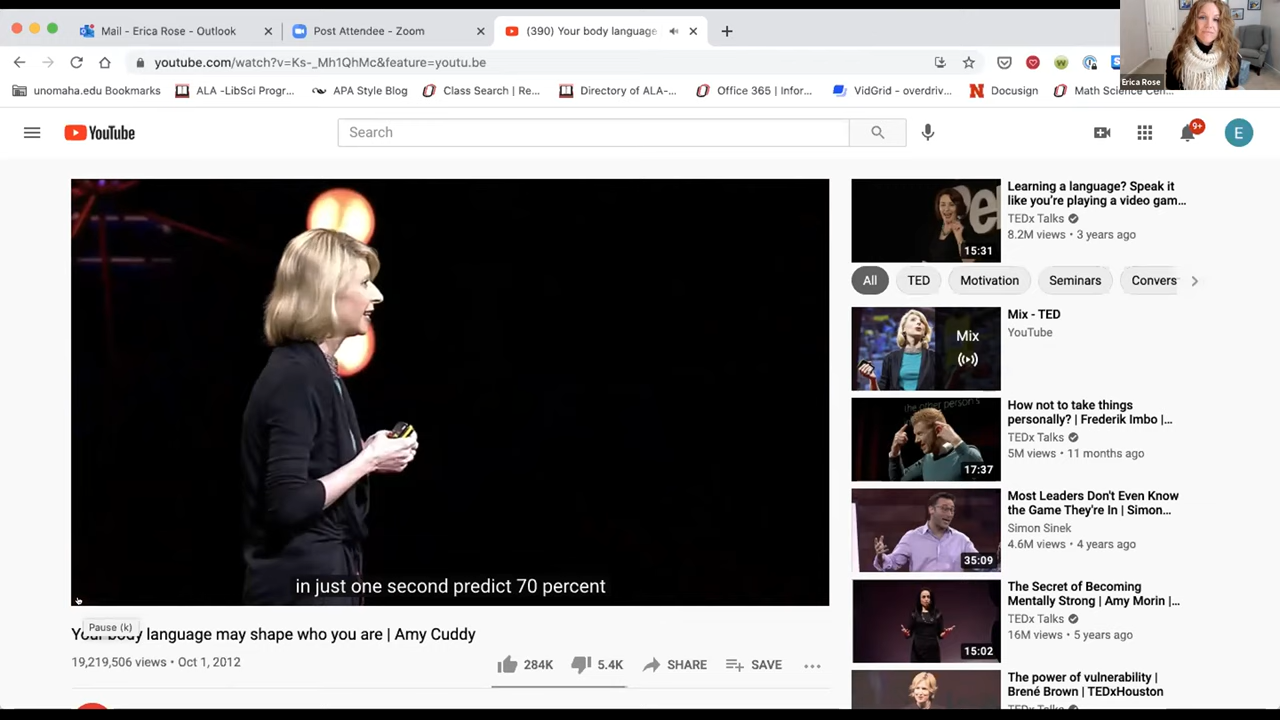 Mail - Erica Rose - Outlook
Post Attendee - Zoom
(390) Your body language
youtube.com/watch?v=Ks-_Mh1QhMc&feature=youtu.be
Erica Rose
unomaha.edu Bookmarks
ALA -LibSci Progr...
APA Style Blog
Class Search | Re...
Directory of ALA-...
Office 365 | Infor...
VidGrid – overdriv...
Docusign
Math Science Cen...
YouTube
Search
9+
E
Learning a language? Speak it
like you're playing a video gam...
TEDx Talks
8.2M views • 3 years ago
15:31
All
TED
Motivation
Seminars
Convers
Mix
Mix - TED
YouTube
the other person's
How not to take things
personally? | Frederik Imbo |...
TEDx Talks
5M views • 11 months ago
17:37
Most Leaders Don't Even Know
the Game They're In | Simon...
Simon Sinek
4.6M views • 4 years ago
35:09
The Secret of Becoming
Mentally Strong | Amy Morin |...
TEDx Talks
16M views • 5 years ago
15:02
The power of vulnerability |
Brené Brown | TEDxHouston
in just one second predict 70 percent
Pause (k)
Your body language may shape who you are | Amy Cuddy
19,219,506 views • Oct 1, 2012
284K
5.4K
SHARE
SAVE